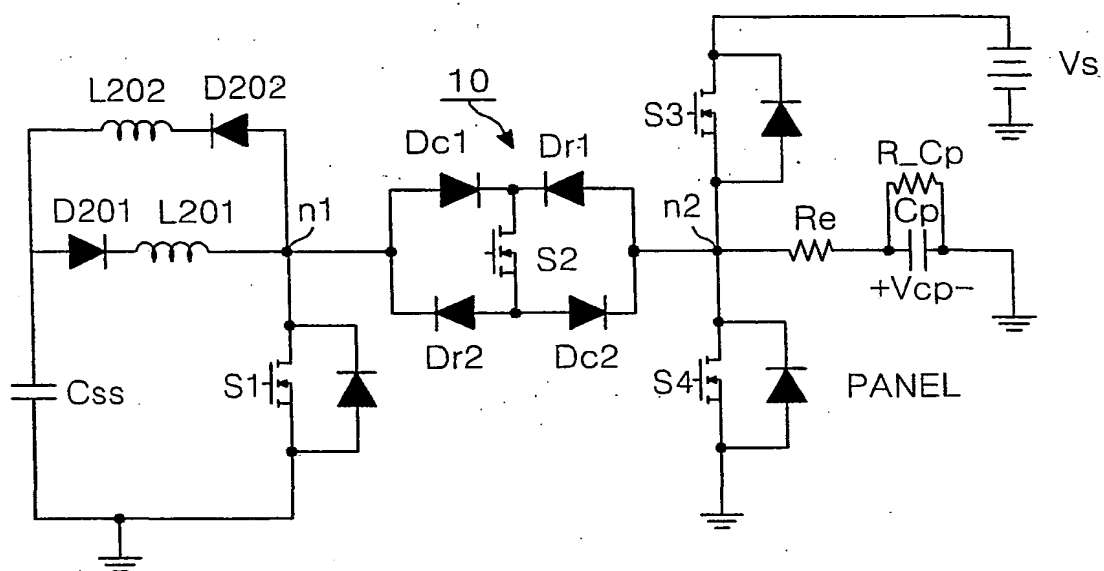 Vs
L202
D202
10
S3
Dc1
Dr1
R_Cp
D201
L201
n1
n2
Re
Cp
S2
+Vcp-
Dr2
Dc2
S1
Css
S4
PANEL